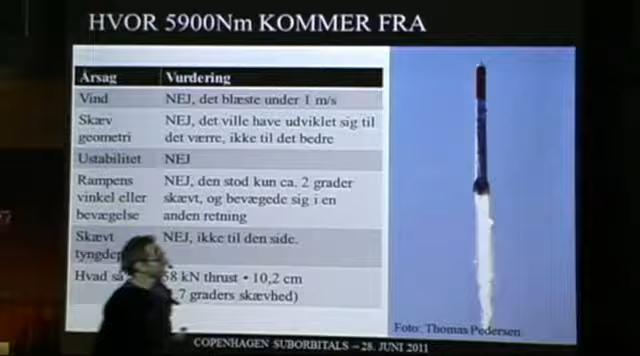 HVOR 5900Nm KOMMER FRA
Årsag Vurdering
Vind NEJ, det blæste under 1 m/s
Skæv geometri NEJ, det ville have udviklet sig til det værre, ikke til det bedre
Ustabilitet NEJ
Rampens vinkel eller bevægelse NEJ, den stod kun ca. 2 grader skævt, og bevægede sig i en anden retning
Skævt NEJ, ikke til den side.
Hvad så 58 kN thrust • 10,2 cm
7 graders skævhed)
Foto: Thomas Pedersen
COPENHAGEN SUBORBITALS – 28. JUNI 2011